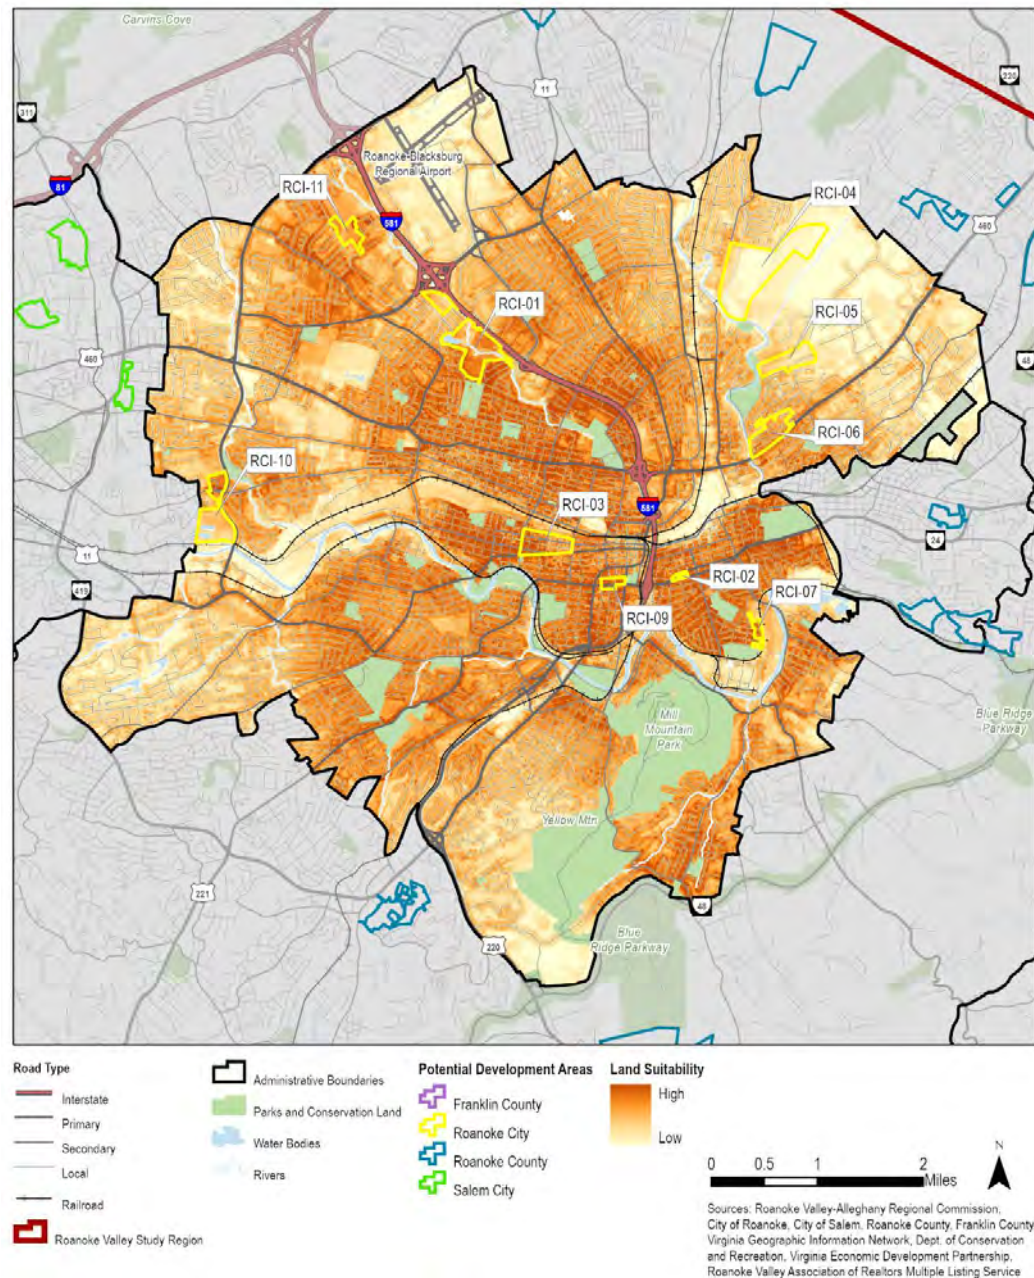 Carvins Cove
11
220
311
81
Roanoke-Blacksburg
Regional Airport
RCI-11
581
RCI-04
460
RCI-01
RCI-05
460
48
RCI-06
RCI-10
RCI-03
581
24
11
RCI-02
419
RCI-07
RCI-09
Mill
Mountain
Park
Blue Ridge
Parkway
Yellow Mtn
221
48
220
Blue
Ridge Parkway
Road Type
Interstate
Primary
Secondary
Local
Railroad
Roanoke Valley Study Region
Administrative Boundaries
Parks and Conservation Land
Water Bodies
Rivers
Potential Development Areas
Franklin County
Roanoke City
Roanoke County
Salem City
Land Suitability
High
Low
0 0.5 1 2
Miles
N
Sources: Roanoke Valley-Alleghany Regional Commission,
City of Roanoke, City of Salem, Roanoke County, Franklin County
Virginia Geographic Information Network, Dept. of Conservation
and Recreation, Virginia Economic Development Partnership,
Roanoke Valley Association of Realtors Multiple Listing Service